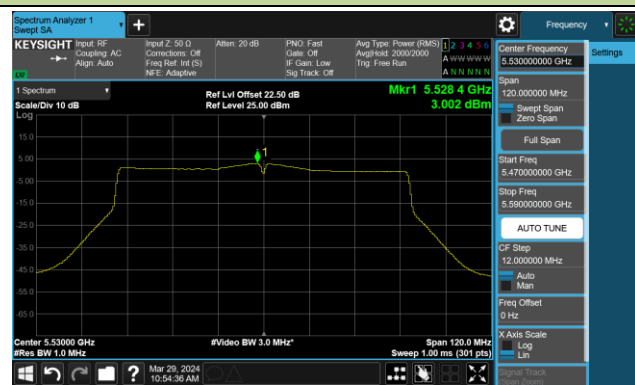 Spectrum Analyzer 1
Swept SA
Frequency
KEYSIGHT
Input: RF
Coupling: AC
Align: Auto
Input Z: 50 Ω
Corrections: Off
Freq Ref: Int (S)
NFE: Adaptive
Atten: 20 dB
PNO: Fast
Gate: Off
IF Gain: Low
Sig Track: Off
Avg Type: Power (RMS)
Avg|Hold: 2000/2000
Trig: Free Run
1 2 3 4 5 6
A W W W W W
A N N N N N
LW
1 Spectrum
Scale/Div 10 dB
Log
Ref Lvl Offset 22.50 dB
Ref Level 25.00 dBm
Mkr1 5.528 4 GHz
3.002 dBm
1
15.0
5.00
-5.00
-15.0
-25.0
-35.0
-45.0
-55.0
-65.0
Center 5.53000 GHz
#Res BW 1.0 MHz
#Video BW 3.0 MHz*
Span 120.0 MHz
Sweep 1.00 ms (301 pts)
Mar 29, 2024
10:54:36 AM
Center Frequency
5.530000000 GHz
Settings
Span
120.000000 MHz
Swept Span
Zero Span
Full Span
Start Freq
5.470000000 GHz
Stop Freq
5.590000000 GHz
AUTO TUNE
CF Step
12.000000 MHz
Auto
Man
Freq Offset
0 Hz
X Axis Scale
Log
Lin
Signal Track
(Span Zoom)